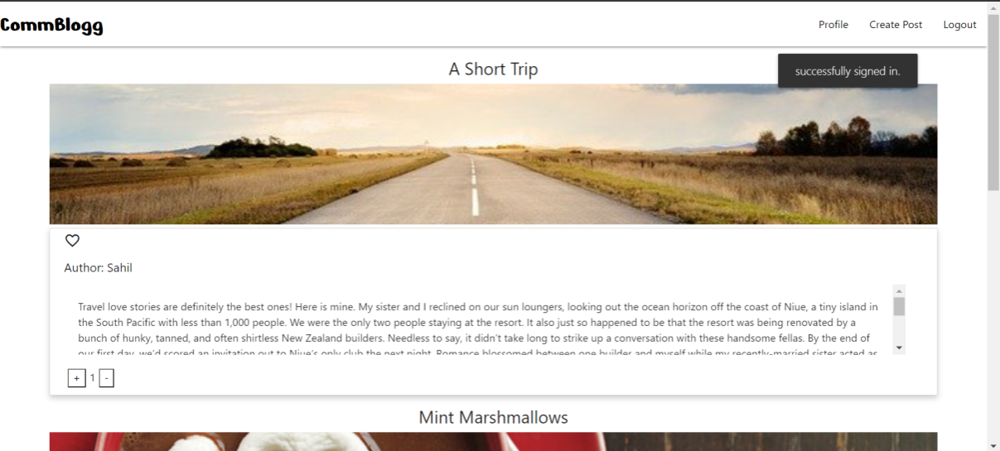 CommBlogg
Profile
Create Post
Logout
successfully signed in.
A Short Trip
Author: Sahil
Travel love stories are definitely the best ones! Here is mine. My sister and I reclined on our sun loungers, looking out the ocean horizon off the coast of Niue, a tiny island in
the South Pacific with less than 1,000 people. We were the only two people staying at the resort. It also just so happened to be that the resort was being renovated by a
bunch of hunky, tanned, and often shirtless New Zealand builders. Needless to say, it didn't take long to strike up a conversation with these handsome fellas. By the end of
our first day, we'd scored an invitation out to Niue's only club the next night. Romance blossomed between one builder and myself while my recently-married sister acted as
+ 1 -
Mint Marshmallows